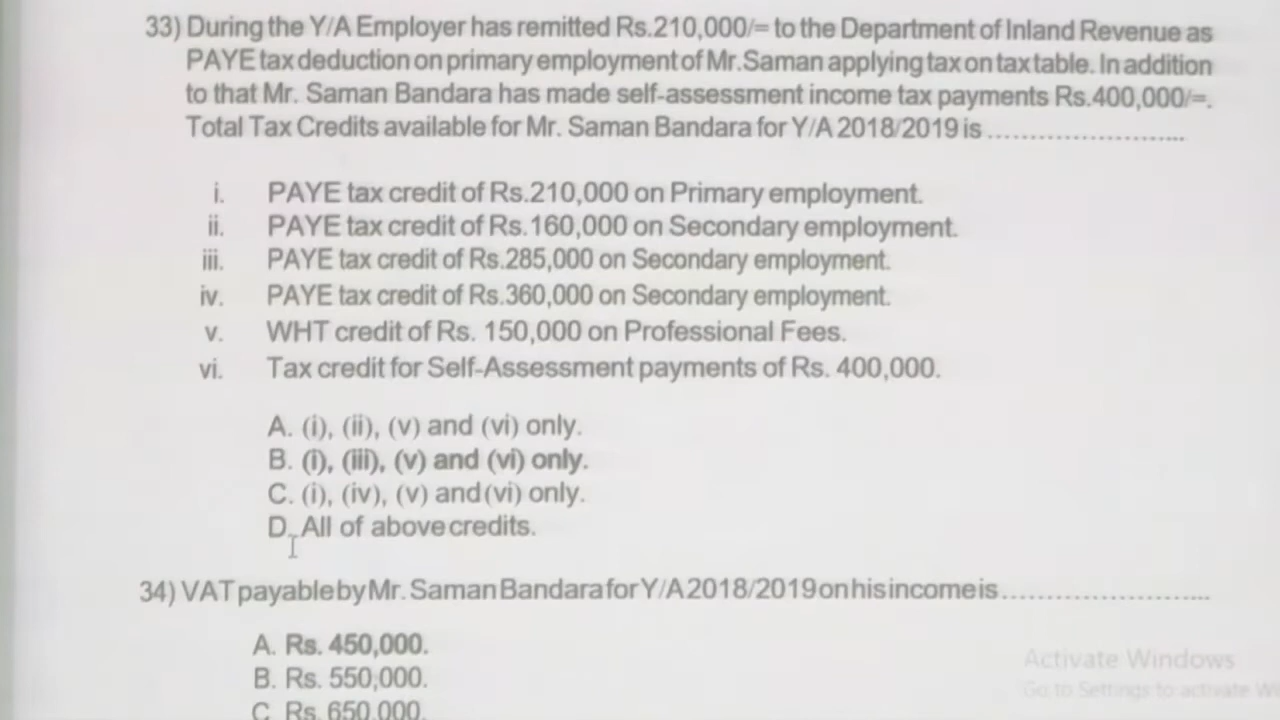 33) During the Y/A Employer has remitted Rs.210,000/= to the Department of Inland Revenue as
PAYE tax deduction on primary employment of Mr.Saman applying tax on tax table. In addition
to that Mr. Saman Bandara has made self-assessment income tax payments Rs.400,000/=.
Total Tax Credits available for Mr. Saman Bandara for Y/A 2018/2019 is ............................
i. PAYE tax credit of Rs.210,000 on Primary employment.
ii. PAYE tax credit of Rs.160,000 on Secondary employment.
iii. PAYE tax credit of Rs.285,000 on Secondary employment.
iv. PAYE tax credit of Rs.360,000 on Secondary employment.
v. WHT credit of Rs. 150,000 on Professional Fees.
vi. Tax credit for Self-Assessment payments of Rs. 400,000.
A. (i), (ii), (v) and (vi) only.
B. (i), (iii), (v) and (vi) only.
C. (i), (iv), (v) and (vi) only.
D. All of above credits.
34) VAT payable by Mr. Saman Bandara for Y/A 2018/2019 on his income is ............................
A. Rs. 450,000.
B. Rs. 550,000.
C. Rs. 650,000.
Activate Windows
Go to Settings to activate